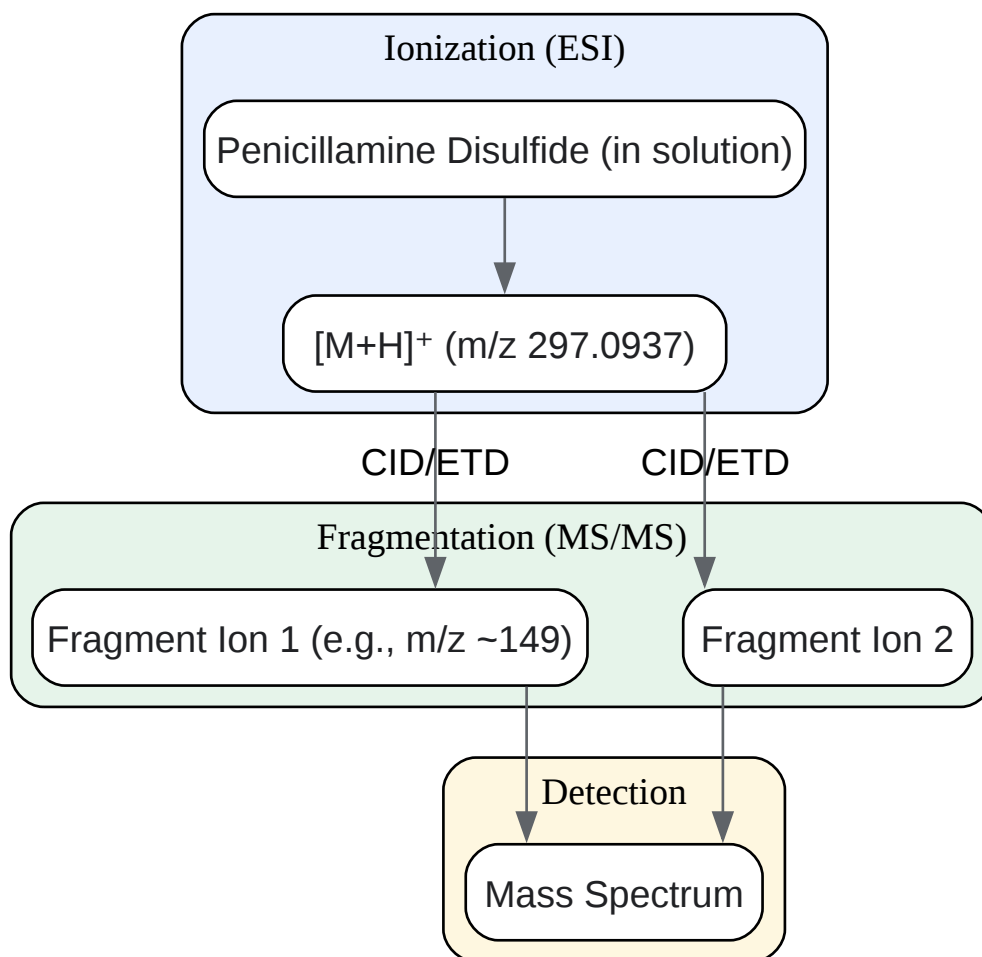 Ionization (ESI)
Penicillamine Disulfide (in solution)
[M+H]⁺ (m/z 297.0937)
CID/ETD CID/ETD
Fragmentation (MS/MS)
Fragment Ion 1 (e.g., m/z ~149) Fragment Ion 2
Detection
Mass Spectrum